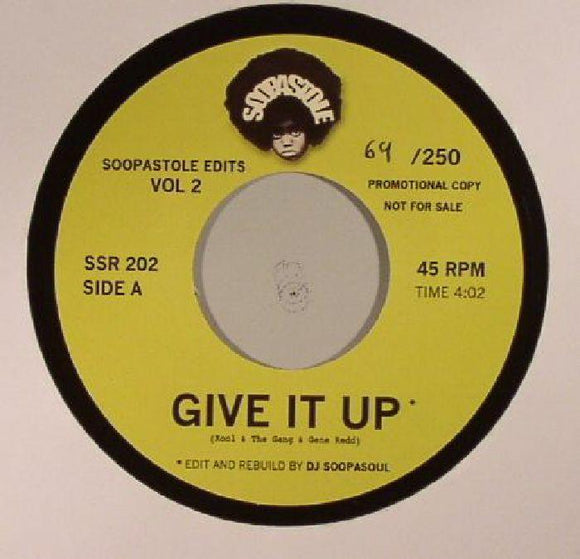 SOOPASTOLE
SOOPASTOLE EDITS
VOL 2
69 /250
PROMOTIONAL COPY
NOT FOR SALE
SSR 202
SIDE A
45 RPM
TIME 4:02
GIVE IT UP *
(Kool & The Gang & Gene Redd)
* EDIT AND REBUILD BY DJ SOOPASOUL